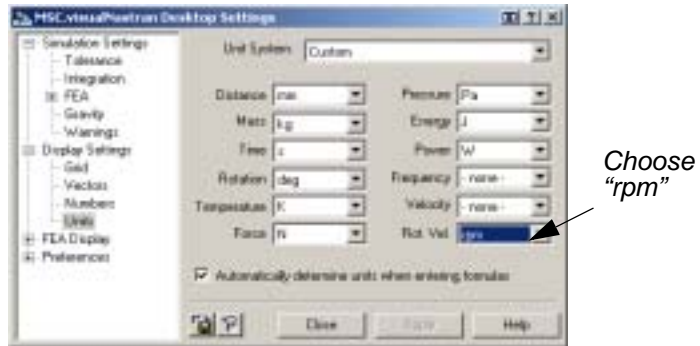 MSC.visualNastran Desktop Settings
Simulation Settings
Tolerance
Integration
FEA
Gravity
Warnings
Display Settings
Grid
Vectors
Numbers
Units
FEA Display
Preferences
Unit System Custom
Distance mm
Mass kg
Time s
Rotation deg
Temperature K
Force N
Pressure Pa
Energy J
Power W
Frequency - none -
Velocity - none -
Rot. Vel. rpm
Automatically determine units when entering formulas
Close
Help
Choose
“rpm”